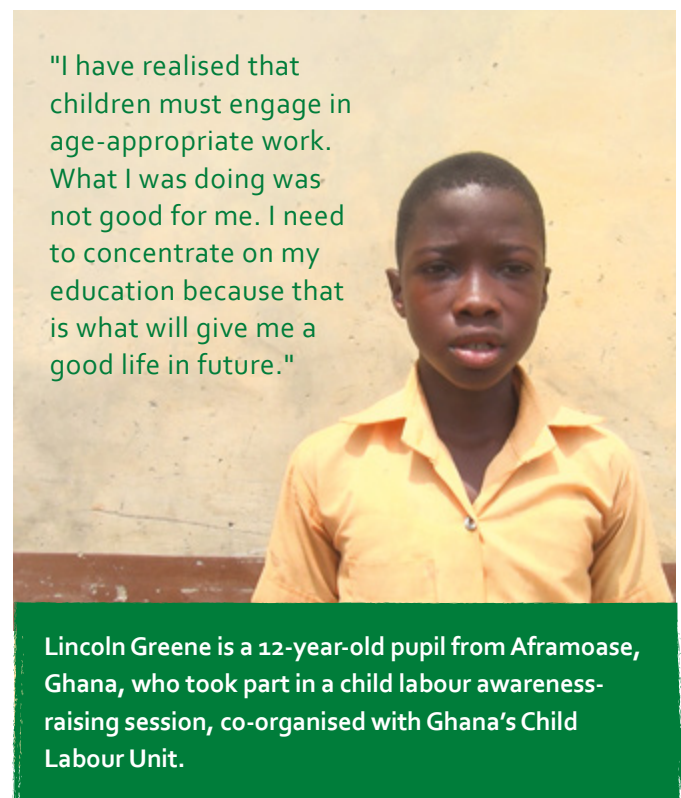 "I have realised that
children must engage in
age-appropriate work.
What I was doing was
not good for me. I need
to concentrate on my
education because that
is what will give me a
good life in future."
Lincoln Greene is a 12-year-old pupil from Aframoase,
Ghana, who took part in a child labour awareness-
raising session, co-organised with Ghana’s Child
Labour Unit.